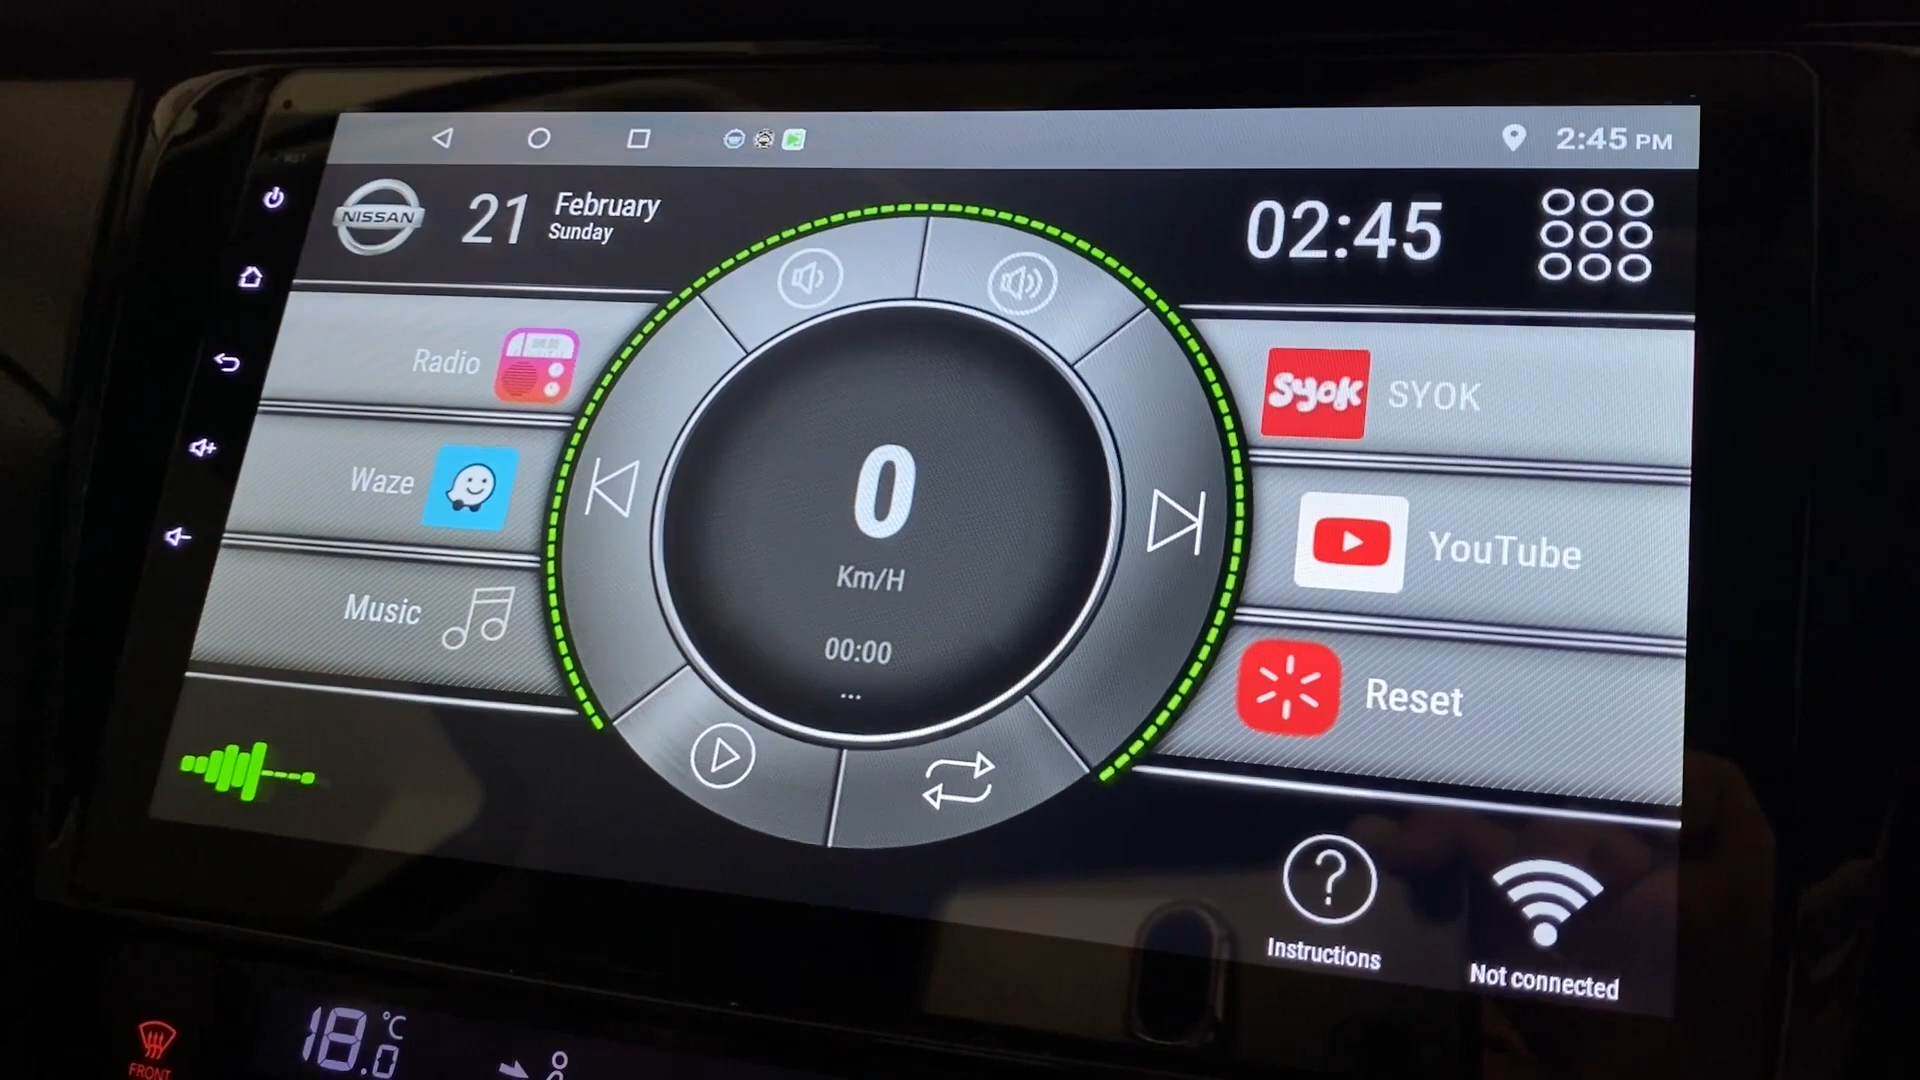 2:45 PM
NISSAN
21
February
Sunday
02:45
Radio
Waze
Music
0
Km/H
00:00
...
syok SYOK
YouTube
Reset
Instructions
Not connected
18.0 °C
FRONT